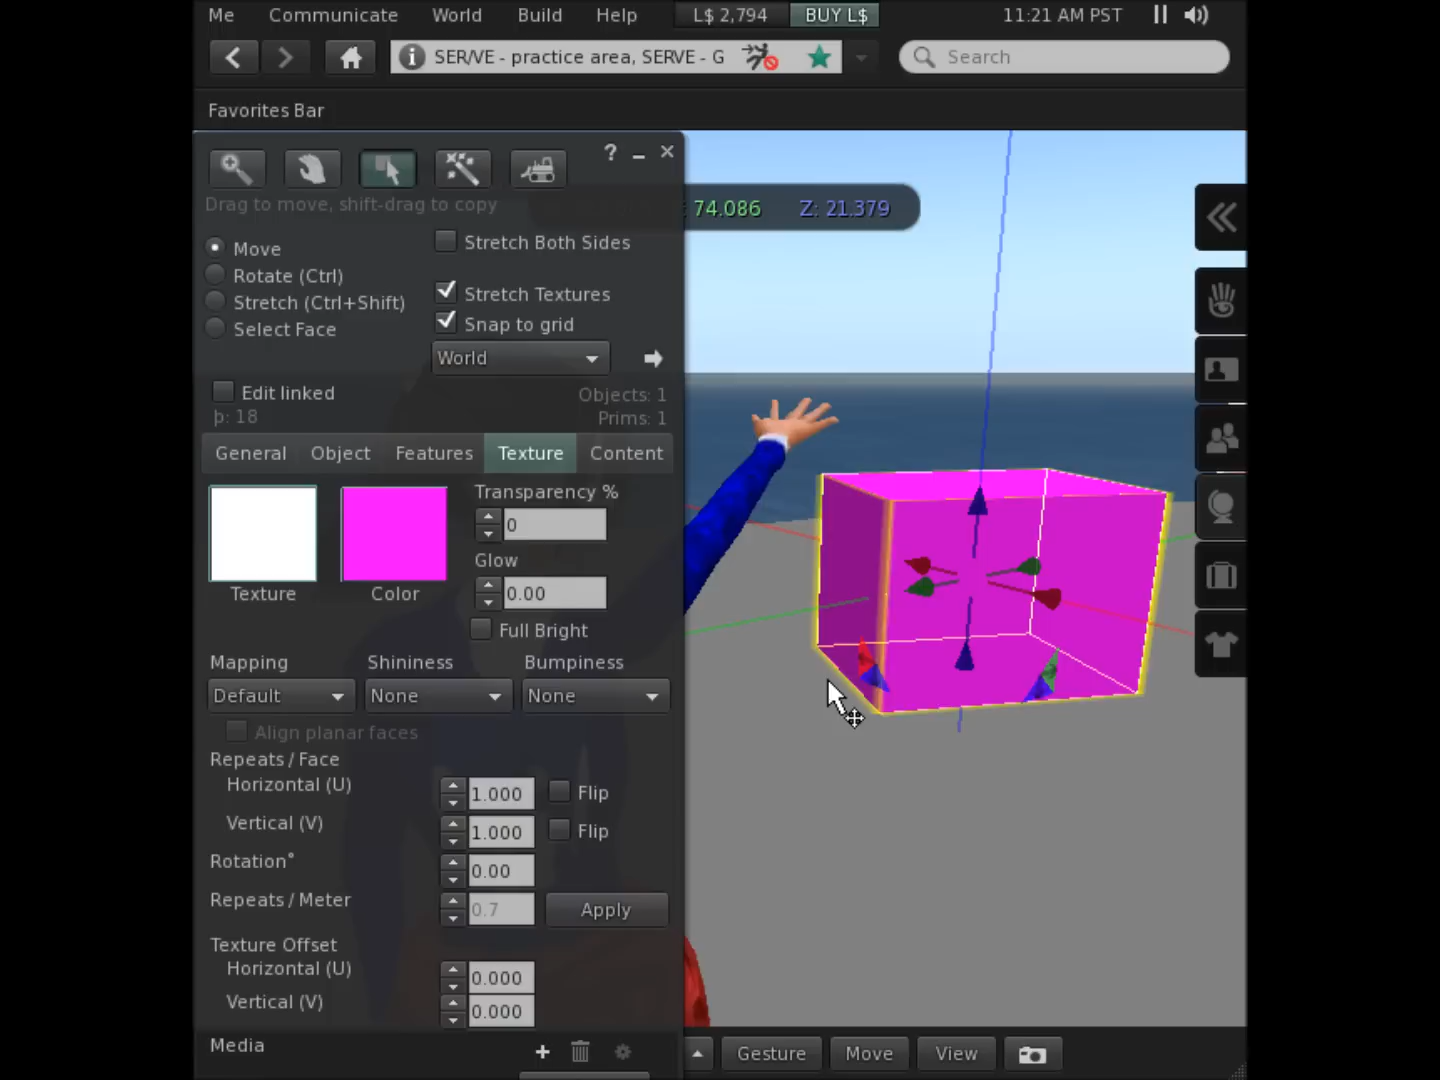 Me Communicate World Build Help L$ 2,794 BUY L$ 11:21 AM PST
SER/VE - practice area, SERVE - G Search
Favorites Bar
?
Drag to move, shift-drag to copy
74.086 Z: 21.379
Move
Stretch Both Sides
Rotate (Ctrl)
Stretch (Ctrl+Shift)
Stretch Textures
Select Face
Snap to grid
World
Edit linked
Objects: 1
þ: 18
Prims: 1
General Object Features Texture Content
Transparency %
0
Glow
0.00
Texture Color
Full Bright
Mapping Shininess Bumpiness
Default None None
Align planar faces
Repeats / Face
Horizontal (U) 1.000 Flip
Vertical (V) 1.000 Flip
Rotation° 0.00
Repeats / Meter 0.7 Apply
Texture Offset
Horizontal (U) 0.000
Vertical (V) 0.000
Media
Gesture Move View